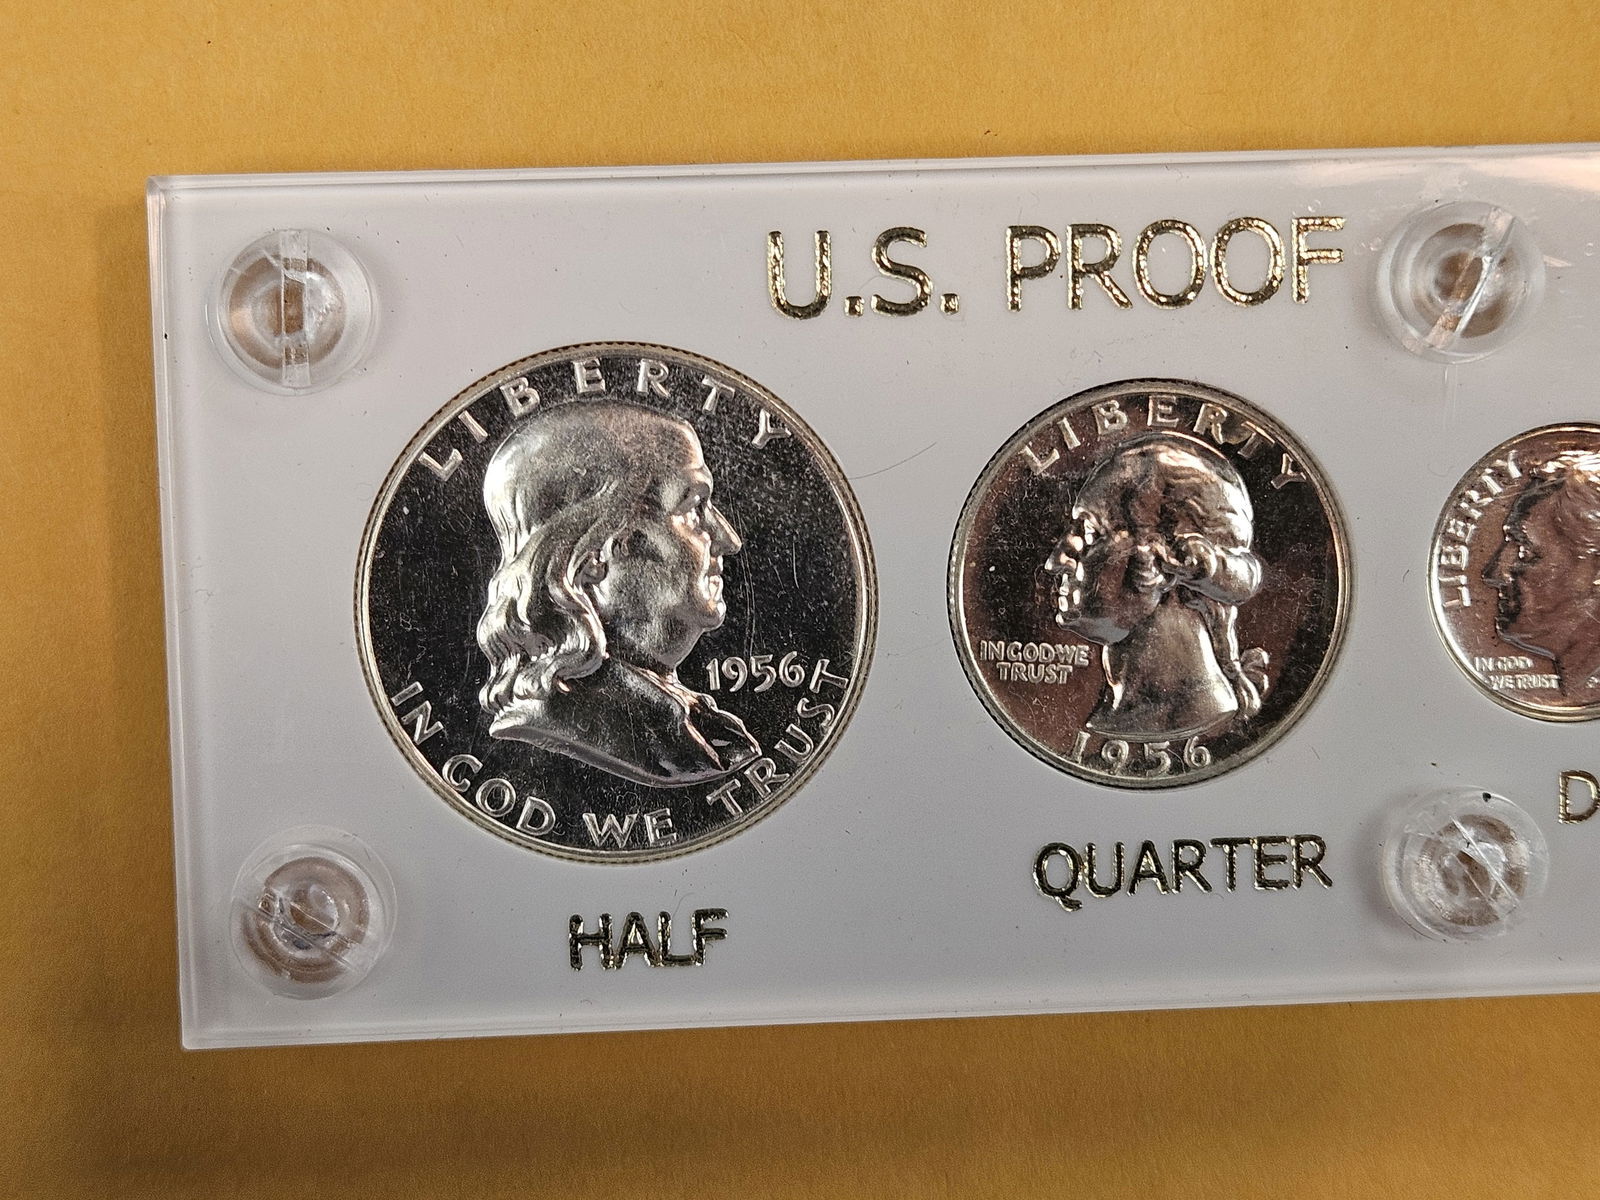 U.S. PROOF
LIBERTY
1956
IN GOD WE TRUST
HALF
LIBERTY
IN GOD WE
TRUST
1956
QUARTER
LIBERTY
IN GOD
WE TRUST
D